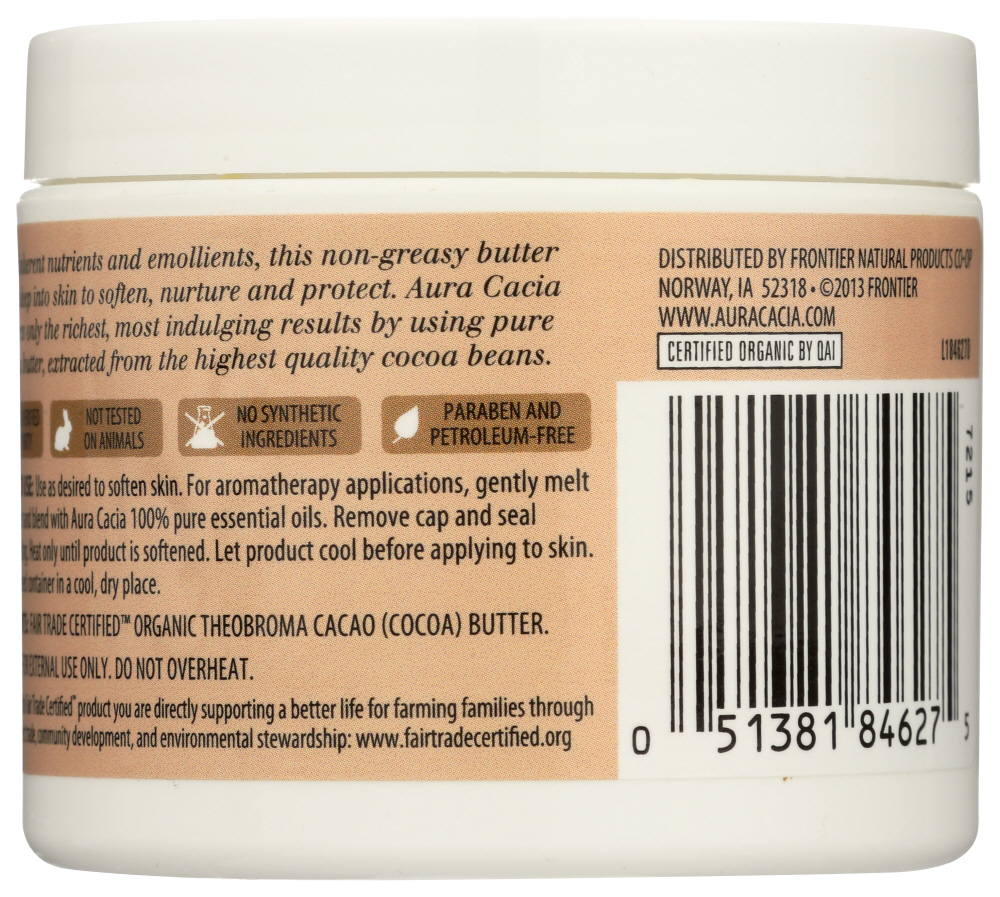 nutrients and emollients, this non-greasy butter
into skin to soften, nurture and protect. Aura Cacia
only the richest, most indulging results by using pure
extracted from the highest quality cocoa beans.
NOT TESTED
ON ANIMALS
NO SYNTHETIC
INGREDIENTS
PARABEN AND
PETROLEUM-FREE
Use as desired to soften skin. For aromatherapy applications, gently melt
blend with Aura Cacia 100% pure essential oils. Remove cap and seal
Heat only until product is softened. Let product cool before applying to skin.
container in a cool, dry place.
FAIR TRADE CERTIFIED™ ORGANIC THEOBROMA CACAO (COCOA) BUTTER.
EXTERNAL USE ONLY. DO NOT OVERHEAT.
Trade Certified™ product you are directly supporting a better life for farming families through
community development, and environmental stewardship: www.fairtradecertified.org
DISTRIBUTED BY FRONTIER NATURAL PRODUCTS CO-OP
NORWAY, IA 52318 • ©2013 FRONTIER
WWW.AURACACIA.COM
CERTIFIED ORGANIC BY QAI
7215
0 51381 84627 5